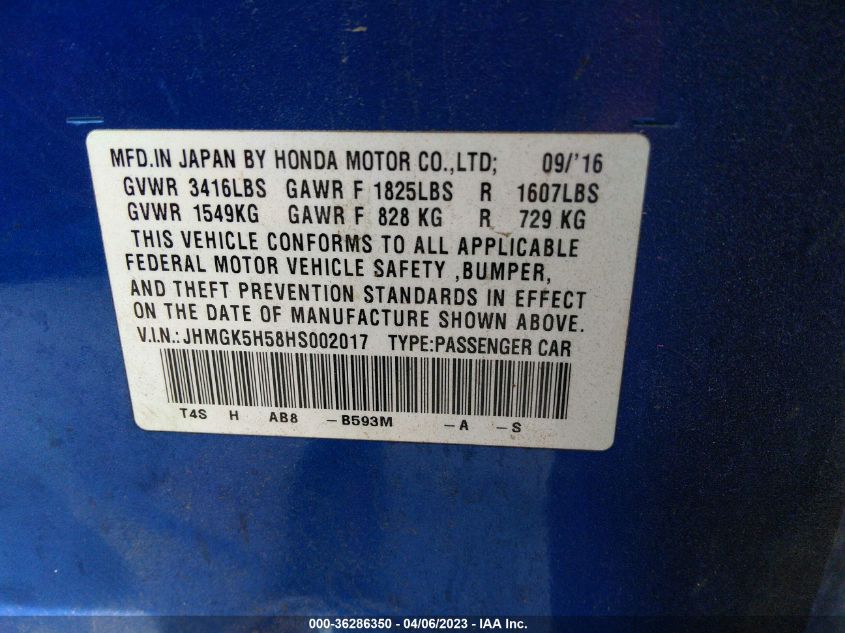 MFD.IN JAPAN BY HONDA MOTOR CO.,LTD; 09/'16
GVWR 3416LBS GAWR F 1825LBS R 1607LBS
GVWR 1549KG GAWR F 828 KG R 729 KG
THIS VEHICLE CONFORMS TO ALL APPLICABLE
FEDERAL MOTOR VEHICLE SAFETY ,BUMPER,
AND THEFT PREVENTION STANDARDS IN EFFECT
ON THE DATE OF MANUFACTURE SHOWN ABOVE.
V.I.N.:JHMGK5H58HS002017 TYPE:PASSENGER CAR
T4S H AB8 -B593M -A -S
000-36286350 - 04/06/2023 - IAA Inc.